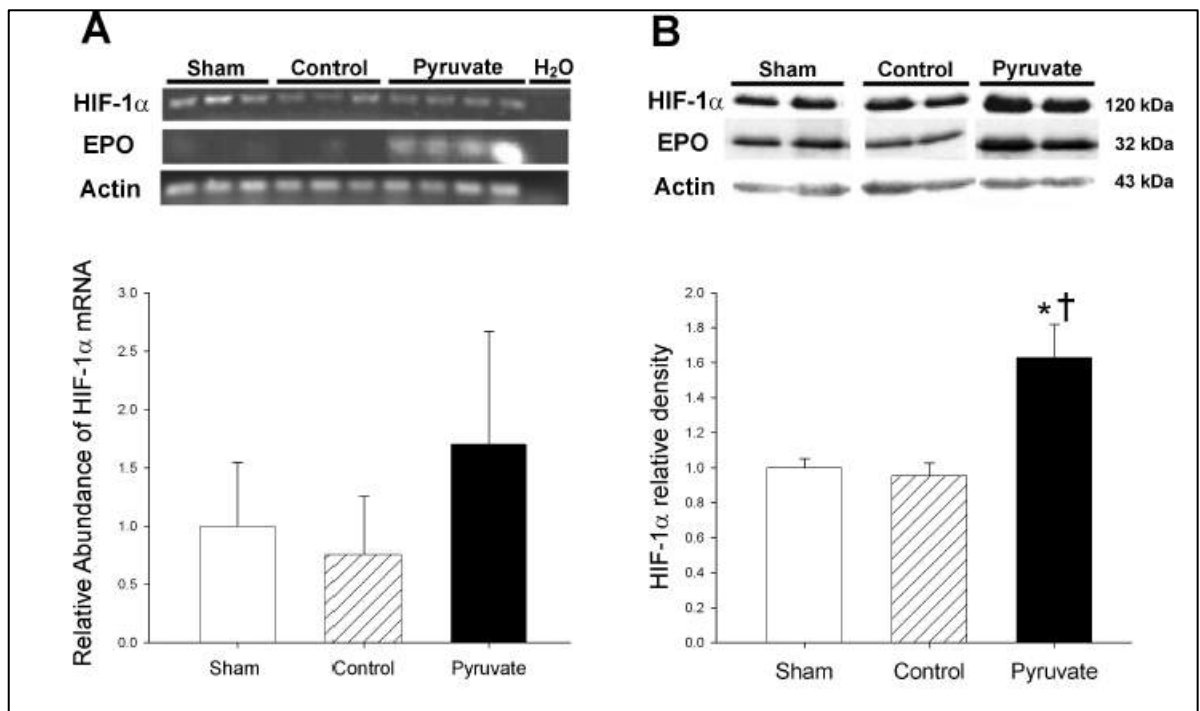 A
Sham Control Pyruvate H₂O
HIF-1α
EPO
Actin
Relative Abundance of HIF-1α mRNA
3.0
2.5
2.0
1.5
1.0
0.5
0.0
Sham Control Pyruvate
B
Sham Control Pyruvate
HIF-1α 120 kDa
EPO 32 kDa
Actin 43 kDa
HIF-1α relative density
2.0
1.8
1.6
1.4
1.2
1.0
0.8
0.6
0.4
0.2
0.0
*†
Sham Control Pyruvate